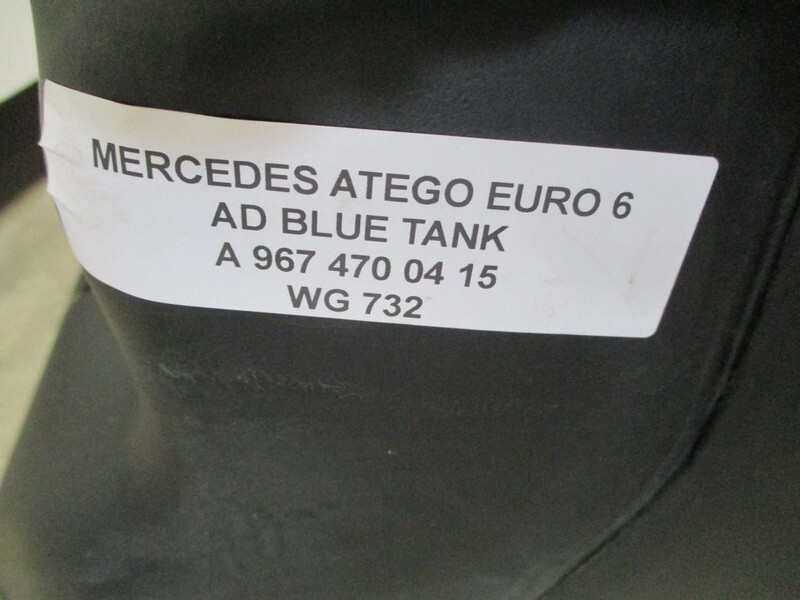 MERCEDES ATEGO EURO 6
AD BLUE TANK
A 967 470 04 15
WG 732